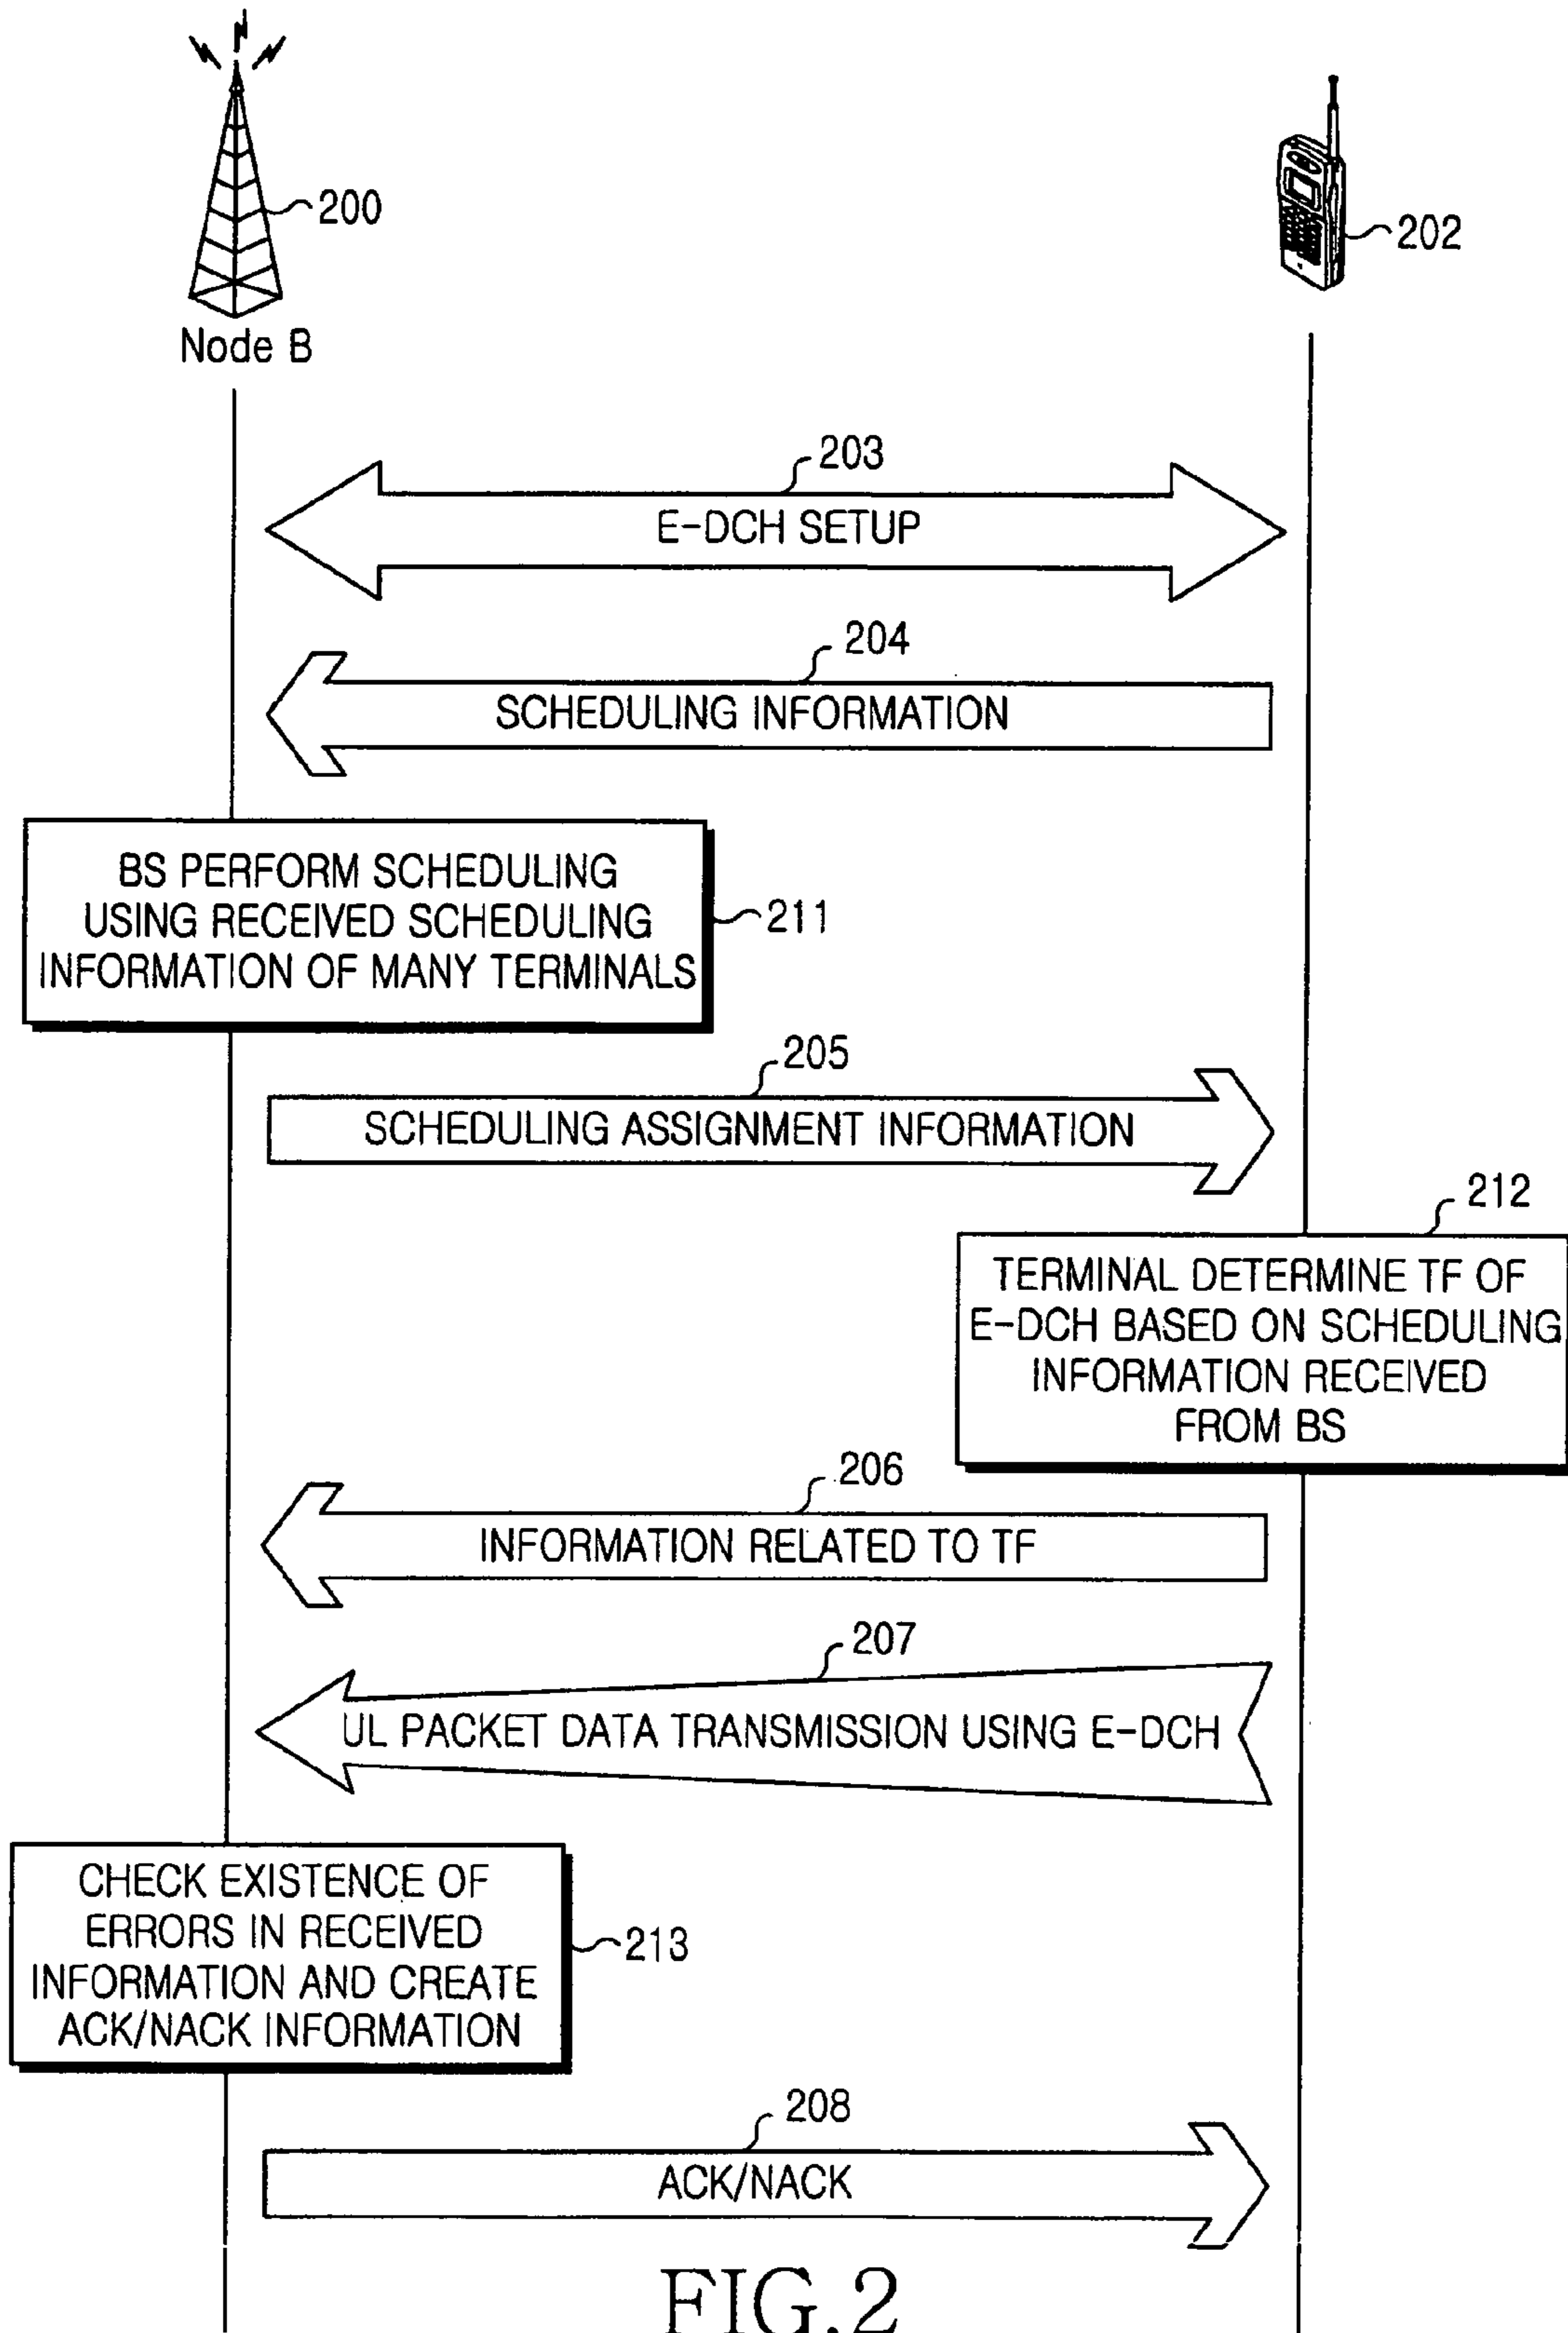 200
202
Node B
203
E-DCH SETUP
204
SCHEDULING INFORMATION
BS PERFORM SCHEDULING
USING RECEIVED SCHEDULING
INFORMATION OF MANY TERMINALS
211
205
SCHEDULING ASSIGNMENT INFORMATION
212
TERMINAL DETERMINE TF OF
E-DCH BASED ON SCHEDULING
INFORMATION RECEIVED
FROM BS
206
INFORMATION RELATED TO TF
207
UL PACKET DATA TRANSMISSION USING E-DCH
CHECK EXISTENCE OF
ERRORS IN RECEIVED
INFORMATION AND CREATE
ACK/NACK INFORMATION
213
208
ACK/NACK
FIG.2